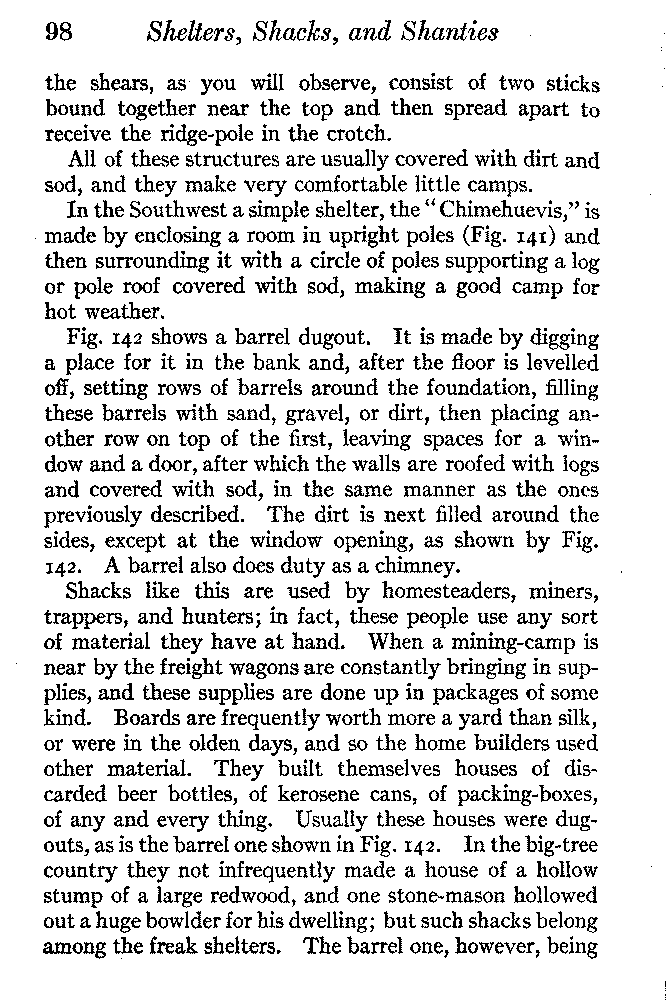 98 Shelters, Shacks, and Shanties
the shears, as you will observe, consist of two sticks
bound together near the top and then spread apart to
receive the ridge-pole in the crotch.
All of these structures are usually covered with dirt and
sod, and they make very comfortable little camps.
In the Southwest a simple shelter, the "Chimehuevis," is
made by enclosing a room in upright poles (Fig. 141) and
then surrounding it with a circle of poles supporting a log
or pole roof covered with sod, making a good camp for
hot weather.
Fig. 142 shows a barrel dugout. It is made by digging
a place for it in the bank and, after the floor is levelled
off, setting rows of barrels around the foundation, filling
these barrels with sand, gravel, or dirt, then placing an-
other row on top of the first, leaving spaces for a win-
dow and a door, after which the walls are roofed with logs
and covered with sod, in the same manner as the ones
previously described. The dirt is next filled around the
sides, except at the window opening, as shown by Fig.
142. A barrel also does duty as a chimney.
Shacks like this are used by homesteaders, miners,
trappers, and hunters; in fact, these people use any sort
of material they have at hand. When a mining-camp is
near by the freight wagons are constantly bringing in sup-
plies, and these supplies are done up in packages of some
kind. Boards are frequently worth more a yard than silk,
or were in the olden days, and so the home builders used
other material. They built themselves houses of dis-
carded beer bottles, of kerosene cans, of packing-boxes,
of any and every thing. Usually these houses were dug-
outs, as is the barrel one shown in Fig. 142. In the big-tree
country they not infrequently made a house of a hollow
stump of a large redwood, and one stone-mason hollowed
out a huge bowlder for his dwelling; but such shacks belong
among the freak shelters. The barrel one, however, being